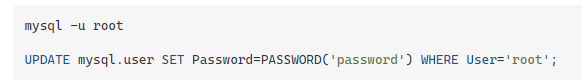 mysql -u root
UPDATE mysql.user SET Password=PASSWORD('password') WHERE User='root';